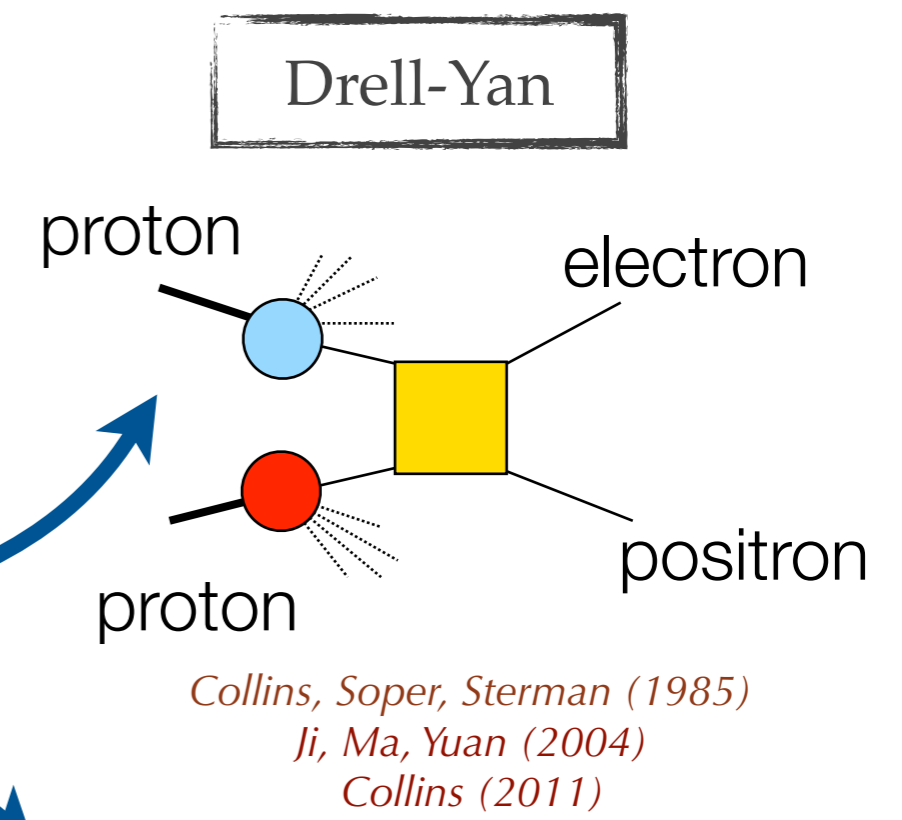 Drell-Yan
proton
electron
positron
proton
Collins, Soper, Sterman (1985)
Ji, Ma, Yuan (2004)
Collins (2011)